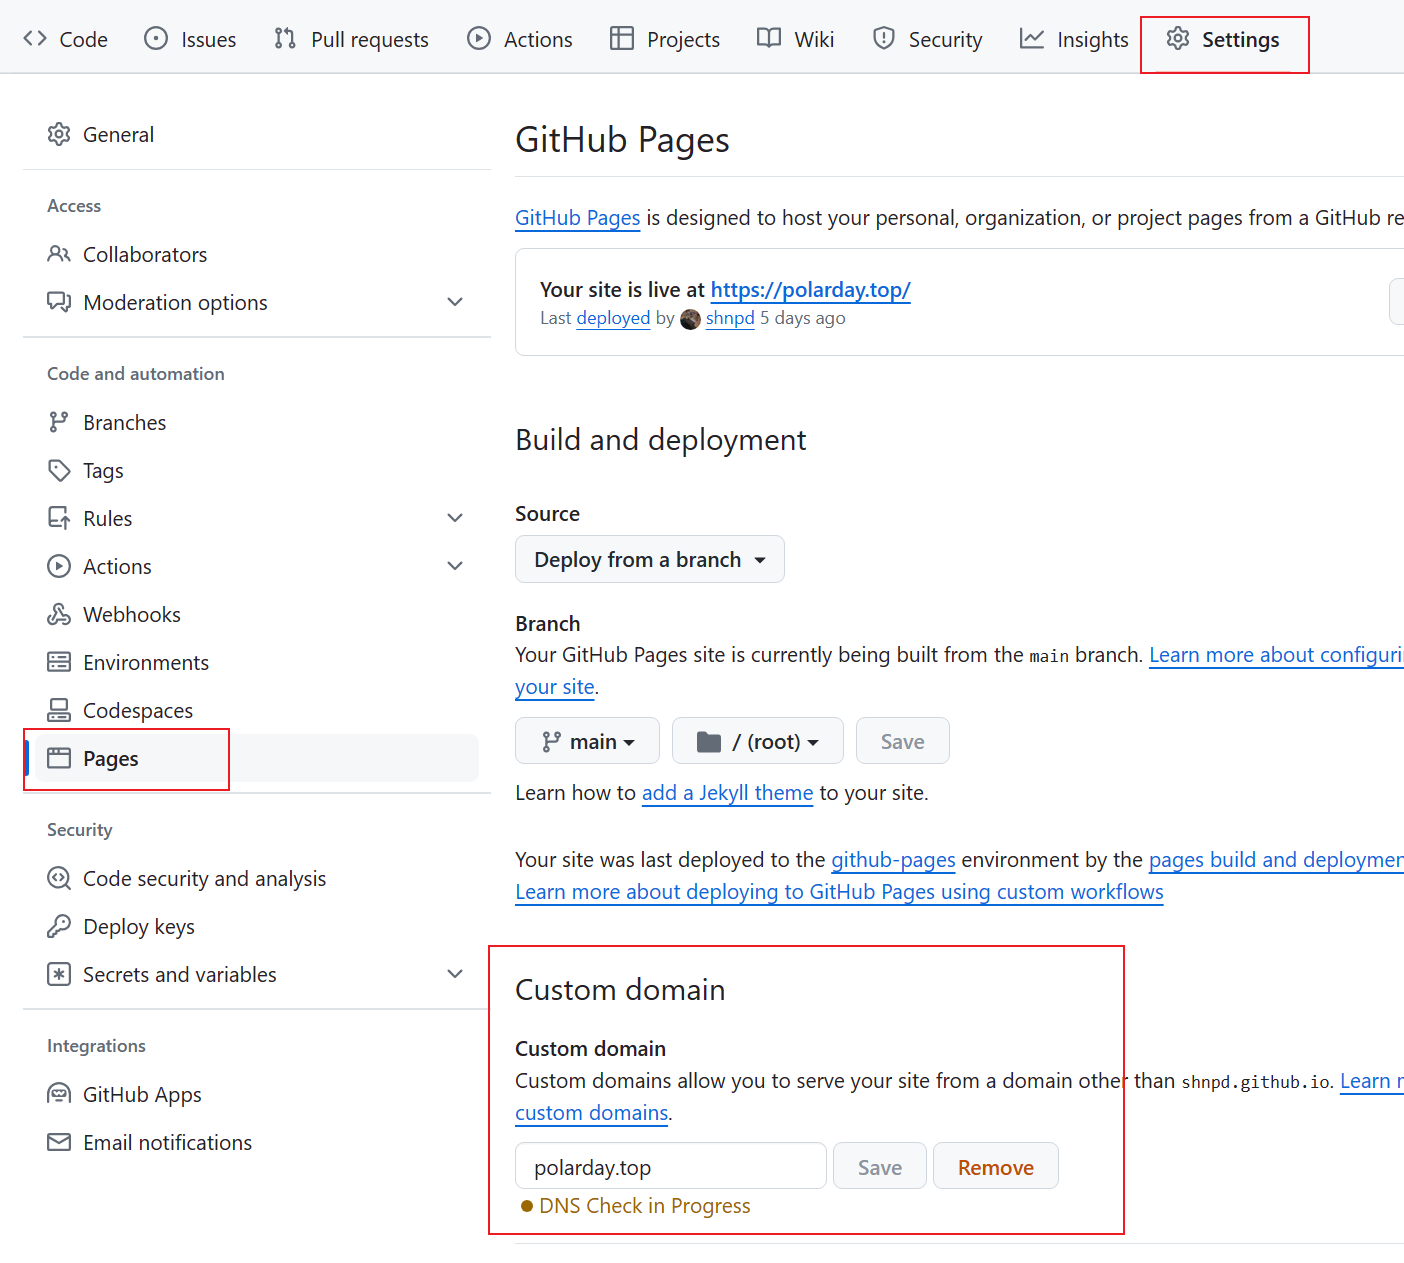 Code Issues Pull requests Actions Projects Wiki Security Insights Settings
General
Access
Collaborators
Moderation options
Code and automation
Branches
Tags
Rules
Actions
Webhooks
Environments
Codespaces
Pages
Security
Code security and analysis
Deploy keys
Secrets and variables
Integrations
GitHub Apps
Email notifications
GitHub Pages
GitHub Pages is designed to host your personal, organization, or project pages from a GitHub re
Your site is live at https://polarday.top/
Last deployed by shnpd 5 days ago
Build and deployment
Source
Deploy from a branch
Branch
Your GitHub Pages site is currently being built from the main branch. Learn more about configuri
your site.
main / (root) Save
Learn how to add a Jekyll theme to your site.
Your site was last deployed to the github-pages environment by the pages build and deploymen
Learn more about deploying to GitHub Pages using custom workflows
Custom domain
Custom domain
Custom domains allow you to serve your site from a domain other than shnpd.github.io. Learn
custom domains.
polarday.top Save Remove
DNS Check in Progress